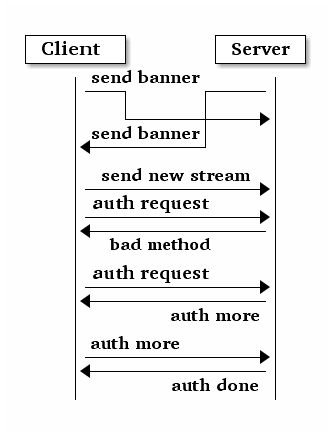 Client
Server
send banner
send banner
send new stream
auth request
bad method
auth request
auth more
auth more
auth done